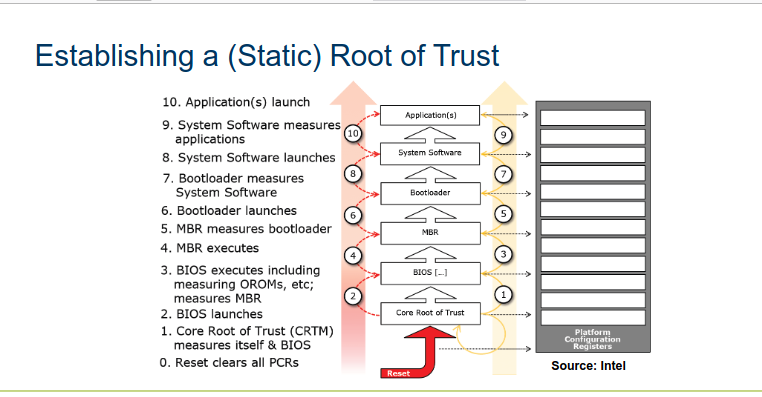 Establishing a (Static) Root of Trust
10. Application(s) launch
9. System Software measures
applications
8. System Software launches
7. Bootloader measures
System Software
6. Bootloader launches
5. MBR measures bootloader
4. MBR executes
3. BIOS executes including
measuring OROMs, etc;
measures MBR
2. BIOS launches
1. Core Root of Trust (CRTM)
measures itself & BIOS
0. Reset clears all PCRs
Application(s)
10
9
System Software
8
7
Bootloader
6
5
MBR
4
3
BIOS [...]
2
1
Core Root of Trust
Reset
Platform
Configuration
Registers
Source: Intel